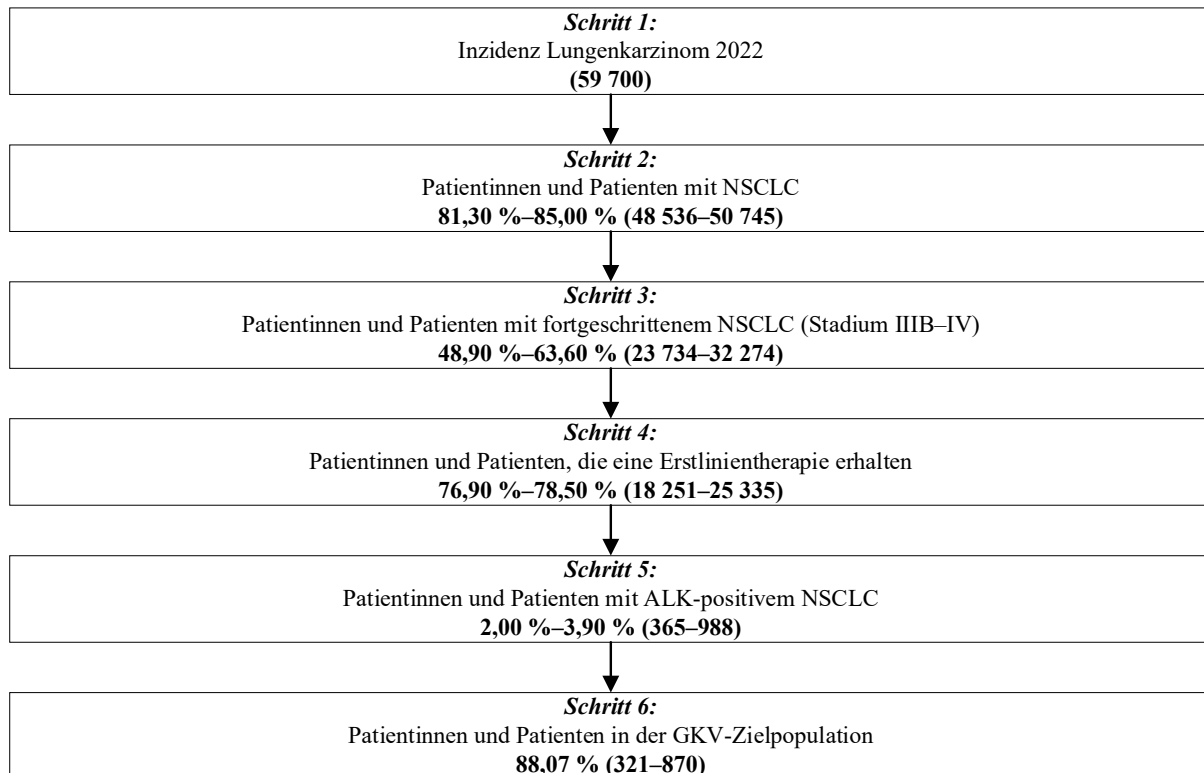 Schritt 1:
Inzidenz Lungenkarzinom 2022
(59 700)
Schritt 2:
Patientinnen und Patienten mit NSCLC
81,30 %–85,00 % (48 536–50 745)
Schritt 3:
Patientinnen und Patienten mit fortgeschrittenem NSCLC (Stadium IIIB–IV)
48,90 %–63,60 % (23 734–32 274)
Schritt 4:
Patientinnen und Patienten, die eine Erstlinientherapie erhalten
76,90 %–78,50 % (18 251–25 335)
Schritt 5:
Patientinnen und Patienten mit ALK-positivem NSCLC
2,00 %–3,90 % (365–988)
Schritt 6:
Patientinnen und Patienten in der GKV-Zielpopulation
88,07 % (321–870)